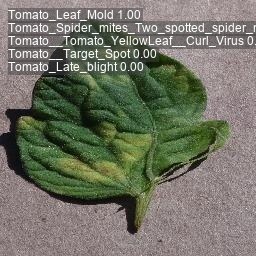 Tomato_Leaf_Mold 1.00
Tomato_Spider_mites_Two_spotted_spider_
Tomato__Tomato_YellowLeaf__Curl_Virus 0.
Tomato__Target_Spot 0.00
Tomato_Late_blight 0.00